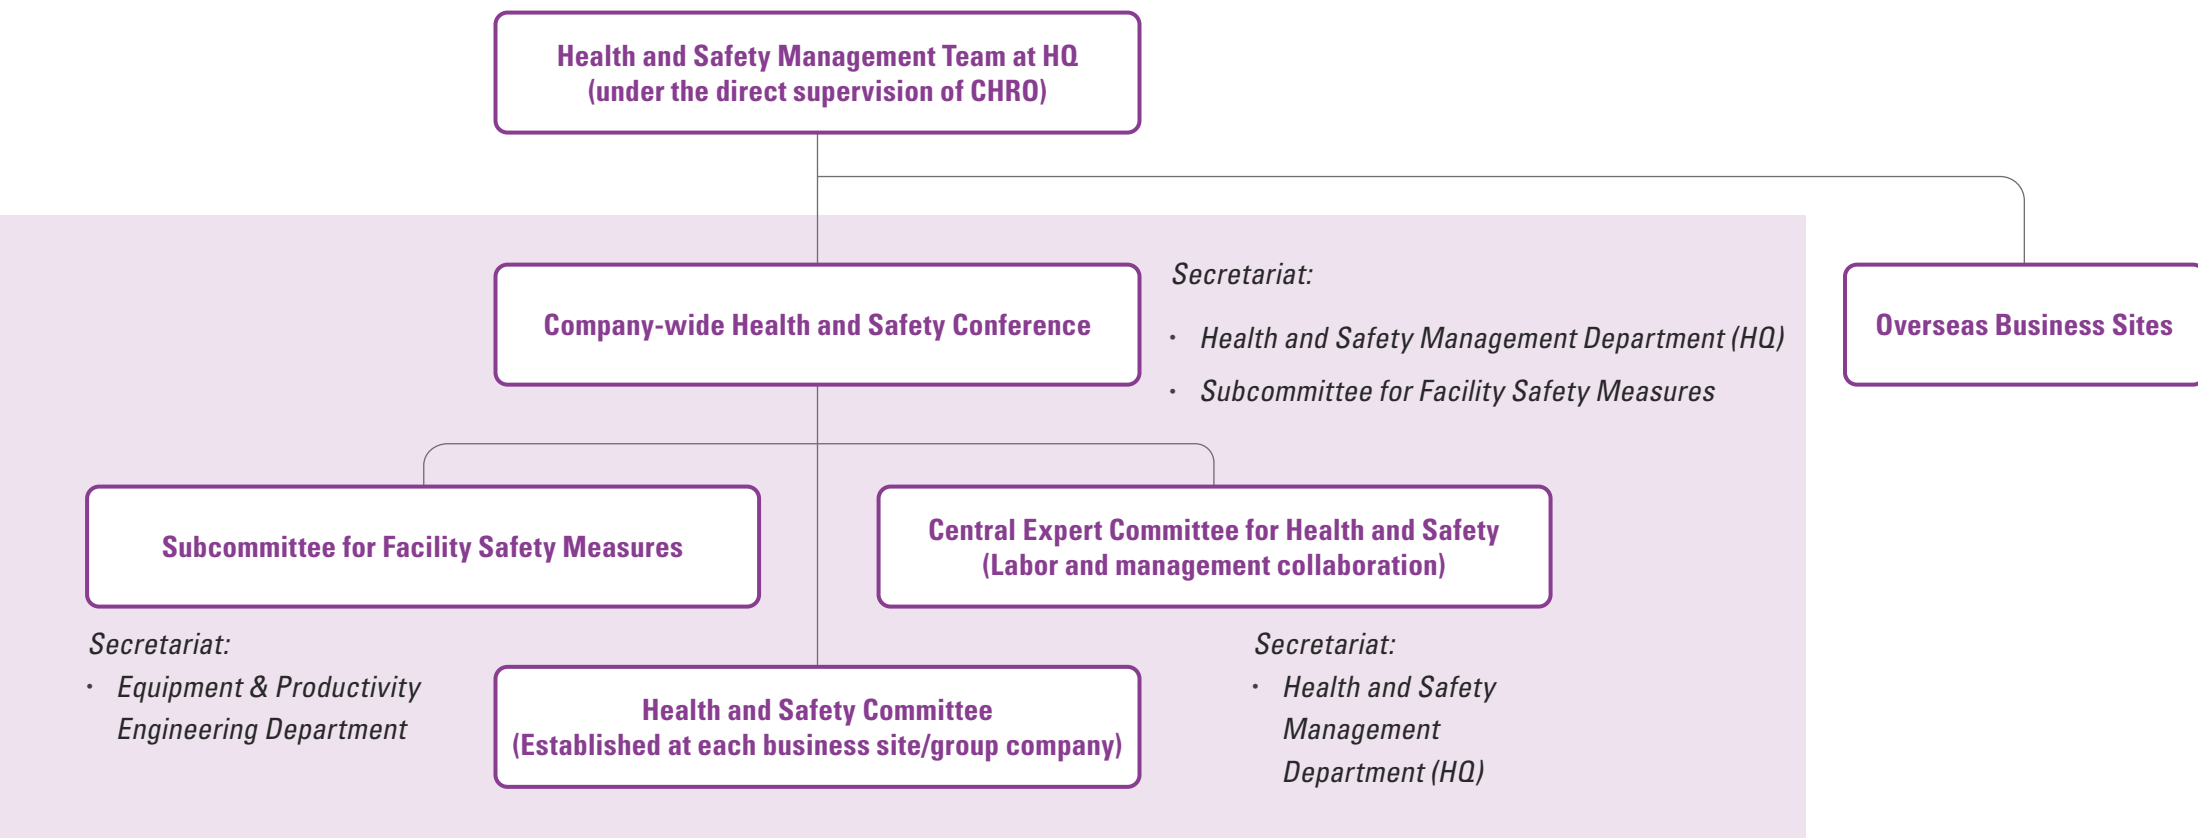 Health and Safety Management Team at HQ
(under the direct supervision of CHRO)
Company-wide Health and Safety Conference
Secretariat:
・ Health and Safety Management Department (HQ)
・ Subcommittee for Facility Safety Measures
Overseas Business Sites
Subcommittee for Facility Safety Measures
Secretariat:
・ Equipment & Productivity
Engineering Department
Central Expert Committee for Health and Safety
(Labor and management collaboration)
Secretariat:
・ Health and Safety
Management
Department (HQ)
Health and Safety Committee
(Established at each business site/group company)